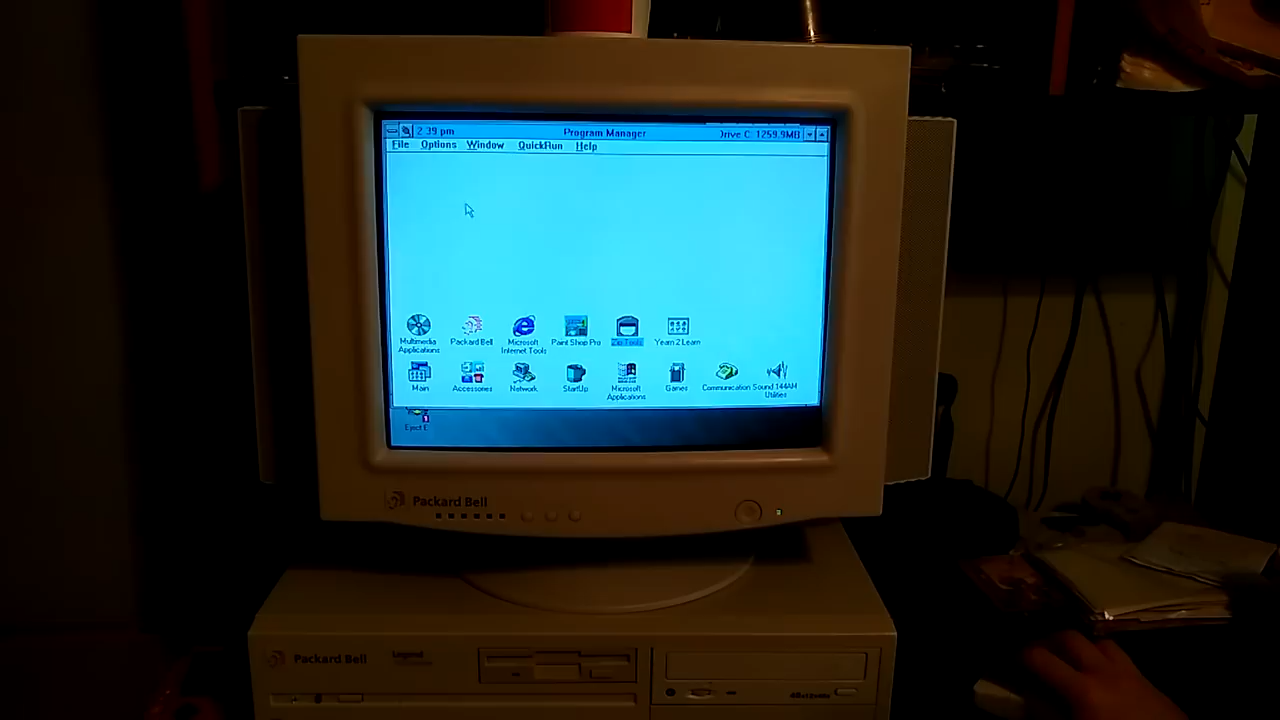 2 39 pm Program Manager Drive C: 1259.9MB
File Options Window QuickRun Help
Multimedia Applications Packard Bell Microsoft Internet Tools Paint Shop Pro Zip Tools Yearn 2 Learn
Main Accessories Network StartUp Microsoft Applications Games Communication Sound 144AM Utilities
Eject E
Packard Bell
Packard Bell Legend